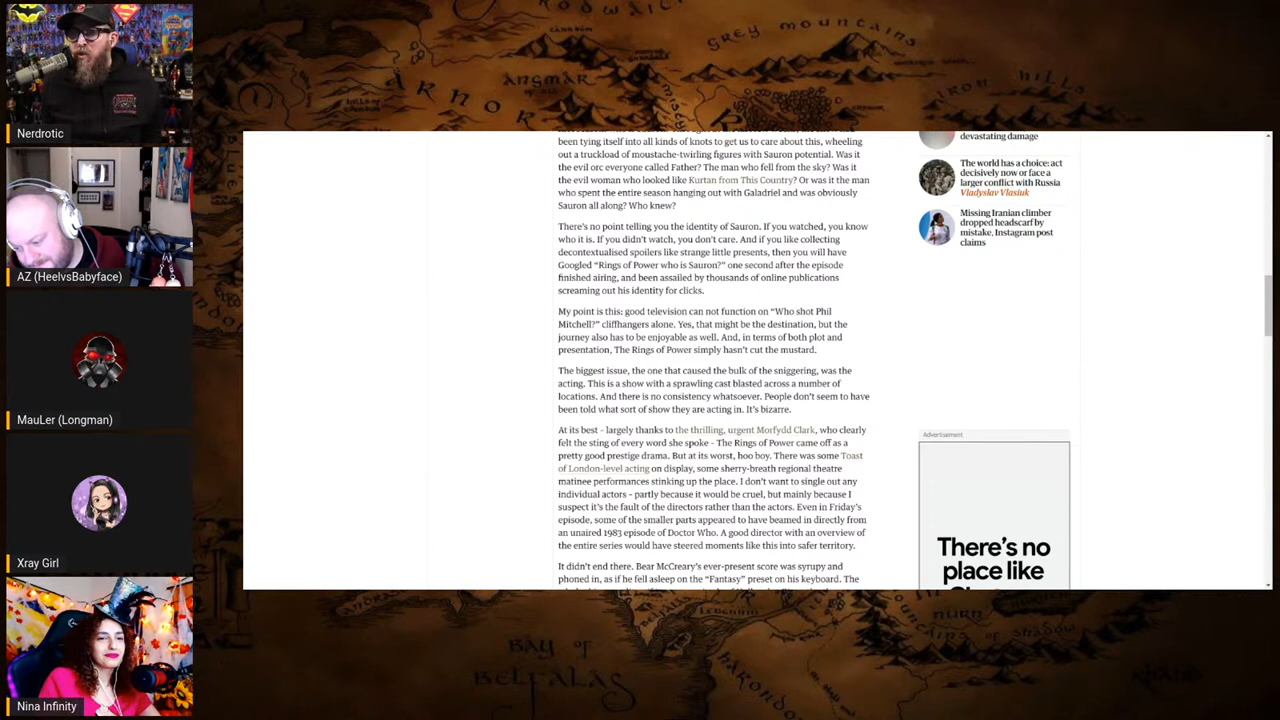 GREY MOUNTAINS
ANGMAR
ARNOR
IRON HILLS
Nerdrotic
AZ (HeelvsBabyface)
MauLer (Longman)
Xray Girl
Nina Infinity
been tying itself into all kinds of knots to get us to care about this, wheeling
out a truckload of moustache-twirling figures with Sauron potential. Was it
the evil orc everyone called Father? The man who fell from the sky? Was it
the evil woman who looked like Kurtan from This Country? Or was it the man
who spent the entire season hanging out with Galadriel and was obviously
Sauron all along? Who knew?
There's no point telling you the identity of Sauron. If you watched, you know
who it is. If you didn't watch, you don't care. And if you like collecting
decontextualised spoilers like strange little presents, then you will have
Googled “Rings of Power who is Sauron?” one second after the episode
finished airing, and been assailed by thousands of online publications
screaming out his identity for clicks.
My point is this: good television can not function on “Who shot Phil
Mitchell?” cliffhangers alone. Yes, that might be the destination, but the
journey also has to be enjoyable as well. And, in terms of both plot and
presentation, The Rings of Power simply hasn't cut the mustard.
The biggest issue, the one that caused the bulk of the sniggering, was the
acting. This is a show with a sprawling cast blasted across a number of
locations. And there is no consistency whatsoever. People don't seem to have
been told what sort of show they are acting in. It's bizarre.
At its best – largely thanks to the thrilling, urgent Morfydd Clark, who clearly
felt the sting of every word she spoke – The Rings of Power came off as a
pretty good prestige drama. But at its worst, hoo boy. There was some Toast
of London-level acting on display, some sherry-breath regional theatre
matinee performances stinking up the place. I don't want to single out any
individual actors – partly because it would be cruel, but mainly because I
suspect it's the fault of the directors rather than the actors. Even in Friday's
episode, some of the smaller parts appeared to have beamed in directly from
an unaired 1983 episode of Doctor Who. A good director with an overview of
the entire series would have steered moments like this into safer territory.
It didn't end there. Bear McCreary's ever-present score was syrupy and
phoned in, as if he fell asleep on the “Fantasy” preset on his keyboard. The
devastating damage
The world has a choice: act
decisively now or face a
larger conflict with Russia
Vladyslav Vlasiuk
Missing Iranian climber
dropped headscarf by
mistake, Instagram post
claims
Advertisement
There's no
place like
BAY OF
BELFALAS
NURN
KHAND